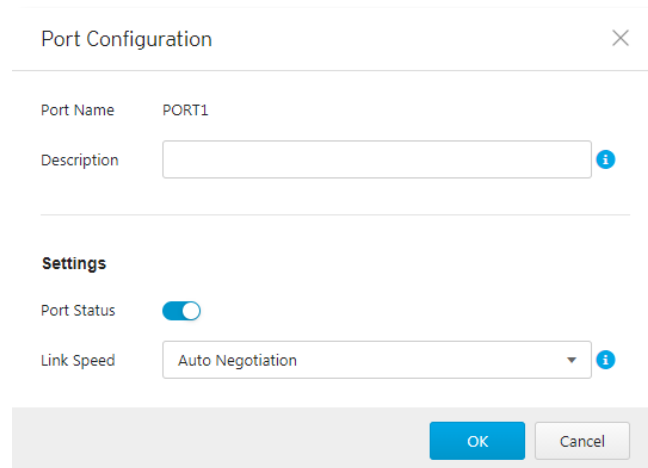 Port Configuration
Port Name PORT1
Description
Settings
Port Status
Link Speed Auto Negotiation
OK Cancel